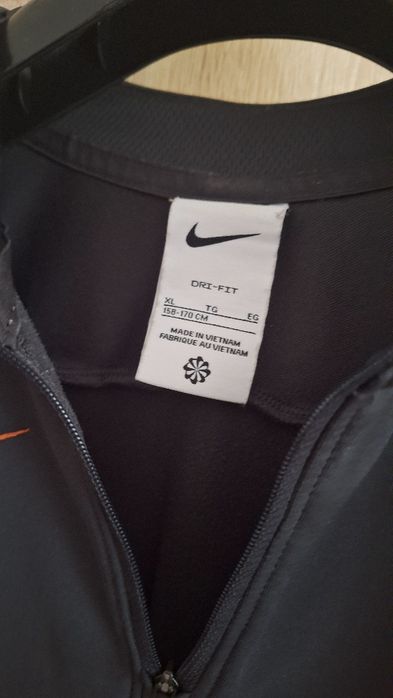 DRI-FIT
XL TG EG
158-170 CM
MADE IN VIETNAM
FABRIQUE AU VIETNAM